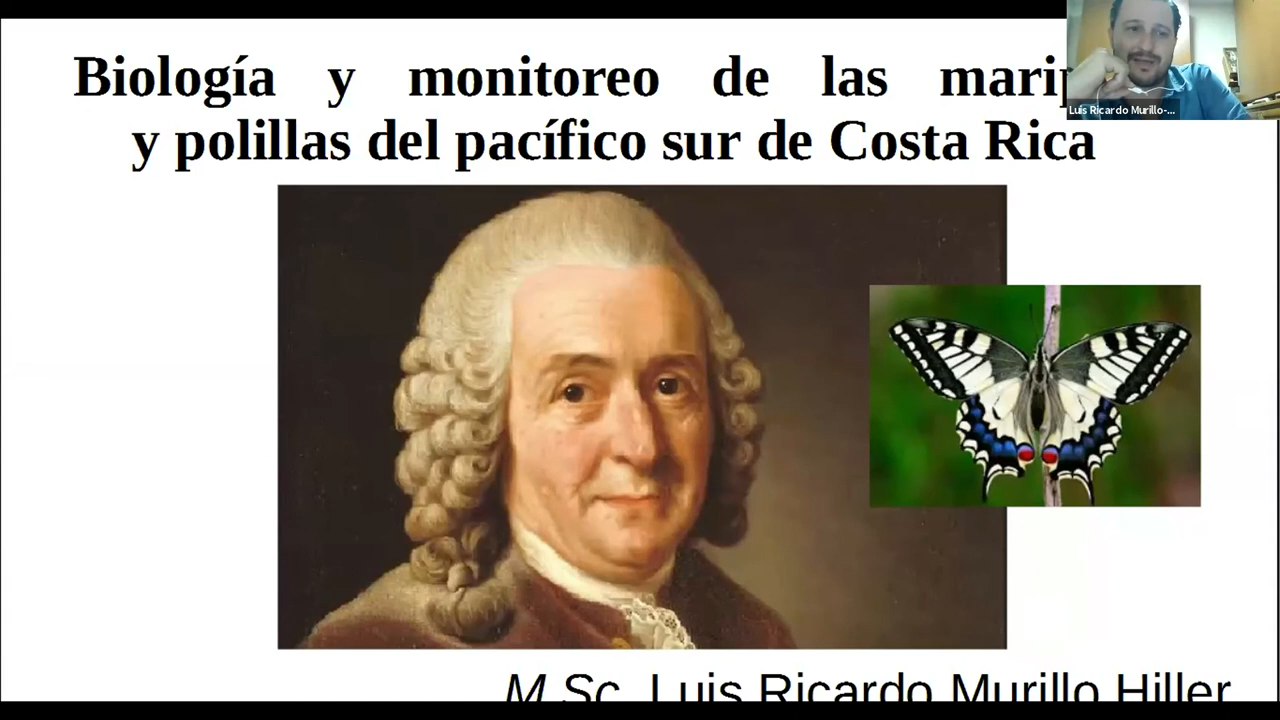 Biología y monitoreo de las
y polillas del pacífico sur de Costa Rica
Luis Ricardo Murillo-...
M.Sc. Luis Ricardo Murillo Hiller